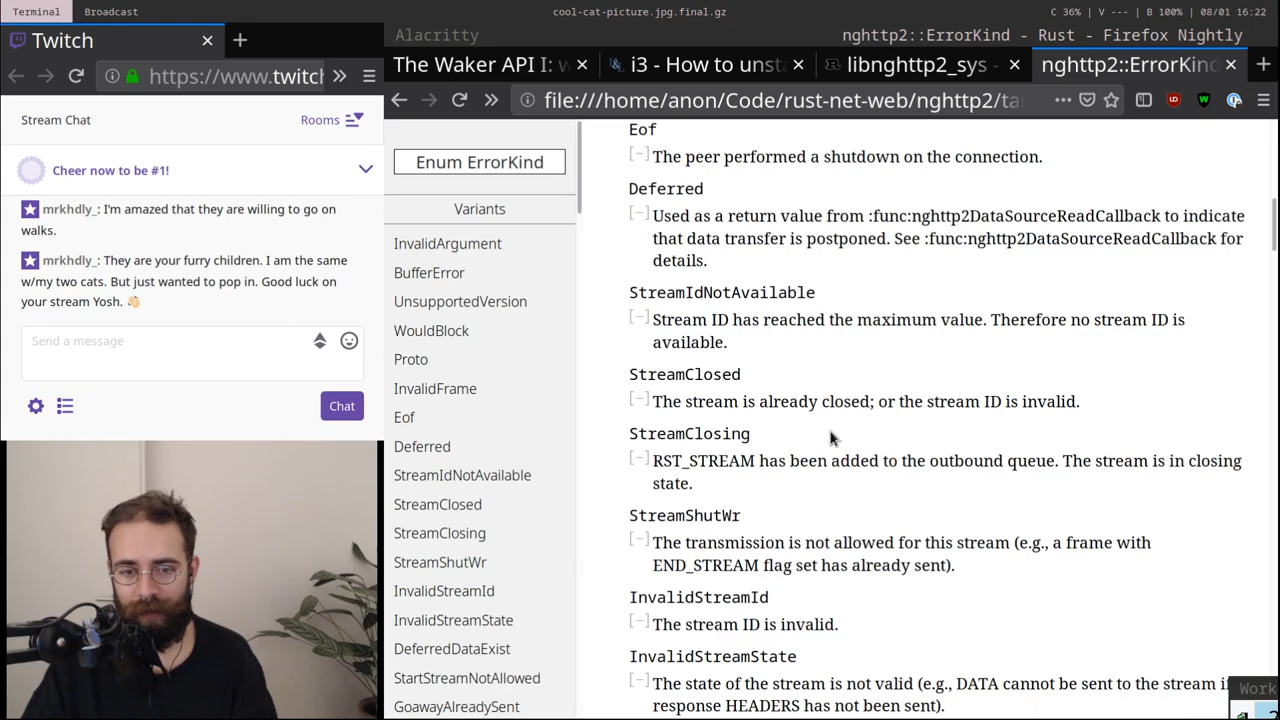 Terminal
Broadcast
cool-cat-picture.jpg.final.gz
C 36% | V --- | B 100% | 08/01 16:22
Twitch
Alacritty
nghttp2::ErrorKind - Rust - Firefox Nightly
The Waker API I: w
i3 - How to unst
libnghttp2_sys -
nghttp2::ErrorKind
https://www.twitch
file:///home/anon/Code/rust-net-web/nghttp2/tar
Stream Chat
Rooms
Cheer now to be #1!
mrkhdly_: I'm amazed that they are willing to go on
walks.
mrkhdly_: They are your furry children. I am the same
w/my two cats. But just wanted to pop in. Good luck on
your stream Yosh. 👏🏻
Send a message
Chat
Enum ErrorKind
Variants
InvalidArgument
BufferError
UnsupportedVersion
WouldBlock
Proto
InvalidFrame
Eof
Deferred
StreamIdNotAvailable
StreamClosed
StreamClosing
StreamShutWr
InvalidStreamId
InvalidStreamState
DeferredDataExist
StartStreamNotAllowed
GoawayAlreadySent
Eof
[−] The peer performed a shutdown on the connection.
Deferred
[−] Used as a return value from :func:nghttp2DataSourceReadCallback to indicate
that data transfer is postponed. See :func:nghttp2DataSourceReadCallback for
details.
StreamIdNotAvailable
[−] Stream ID has reached the maximum value. Therefore no stream ID is
available.
StreamClosed
[−] The stream is already closed; or the stream ID is invalid.
StreamClosing
[−] RST_STREAM has been added to the outbound queue. The stream is in closing
state.
StreamShutWr
[−] The transmission is not allowed for this stream (e.g., a frame with
END_STREAM flag set has already sent).
InvalidStreamId
[−] The stream ID is invalid.
InvalidStreamState
[−] The state of the stream is not valid (e.g., DATA cannot be sent to the stream i
response HEADERS has not been sent).
Work